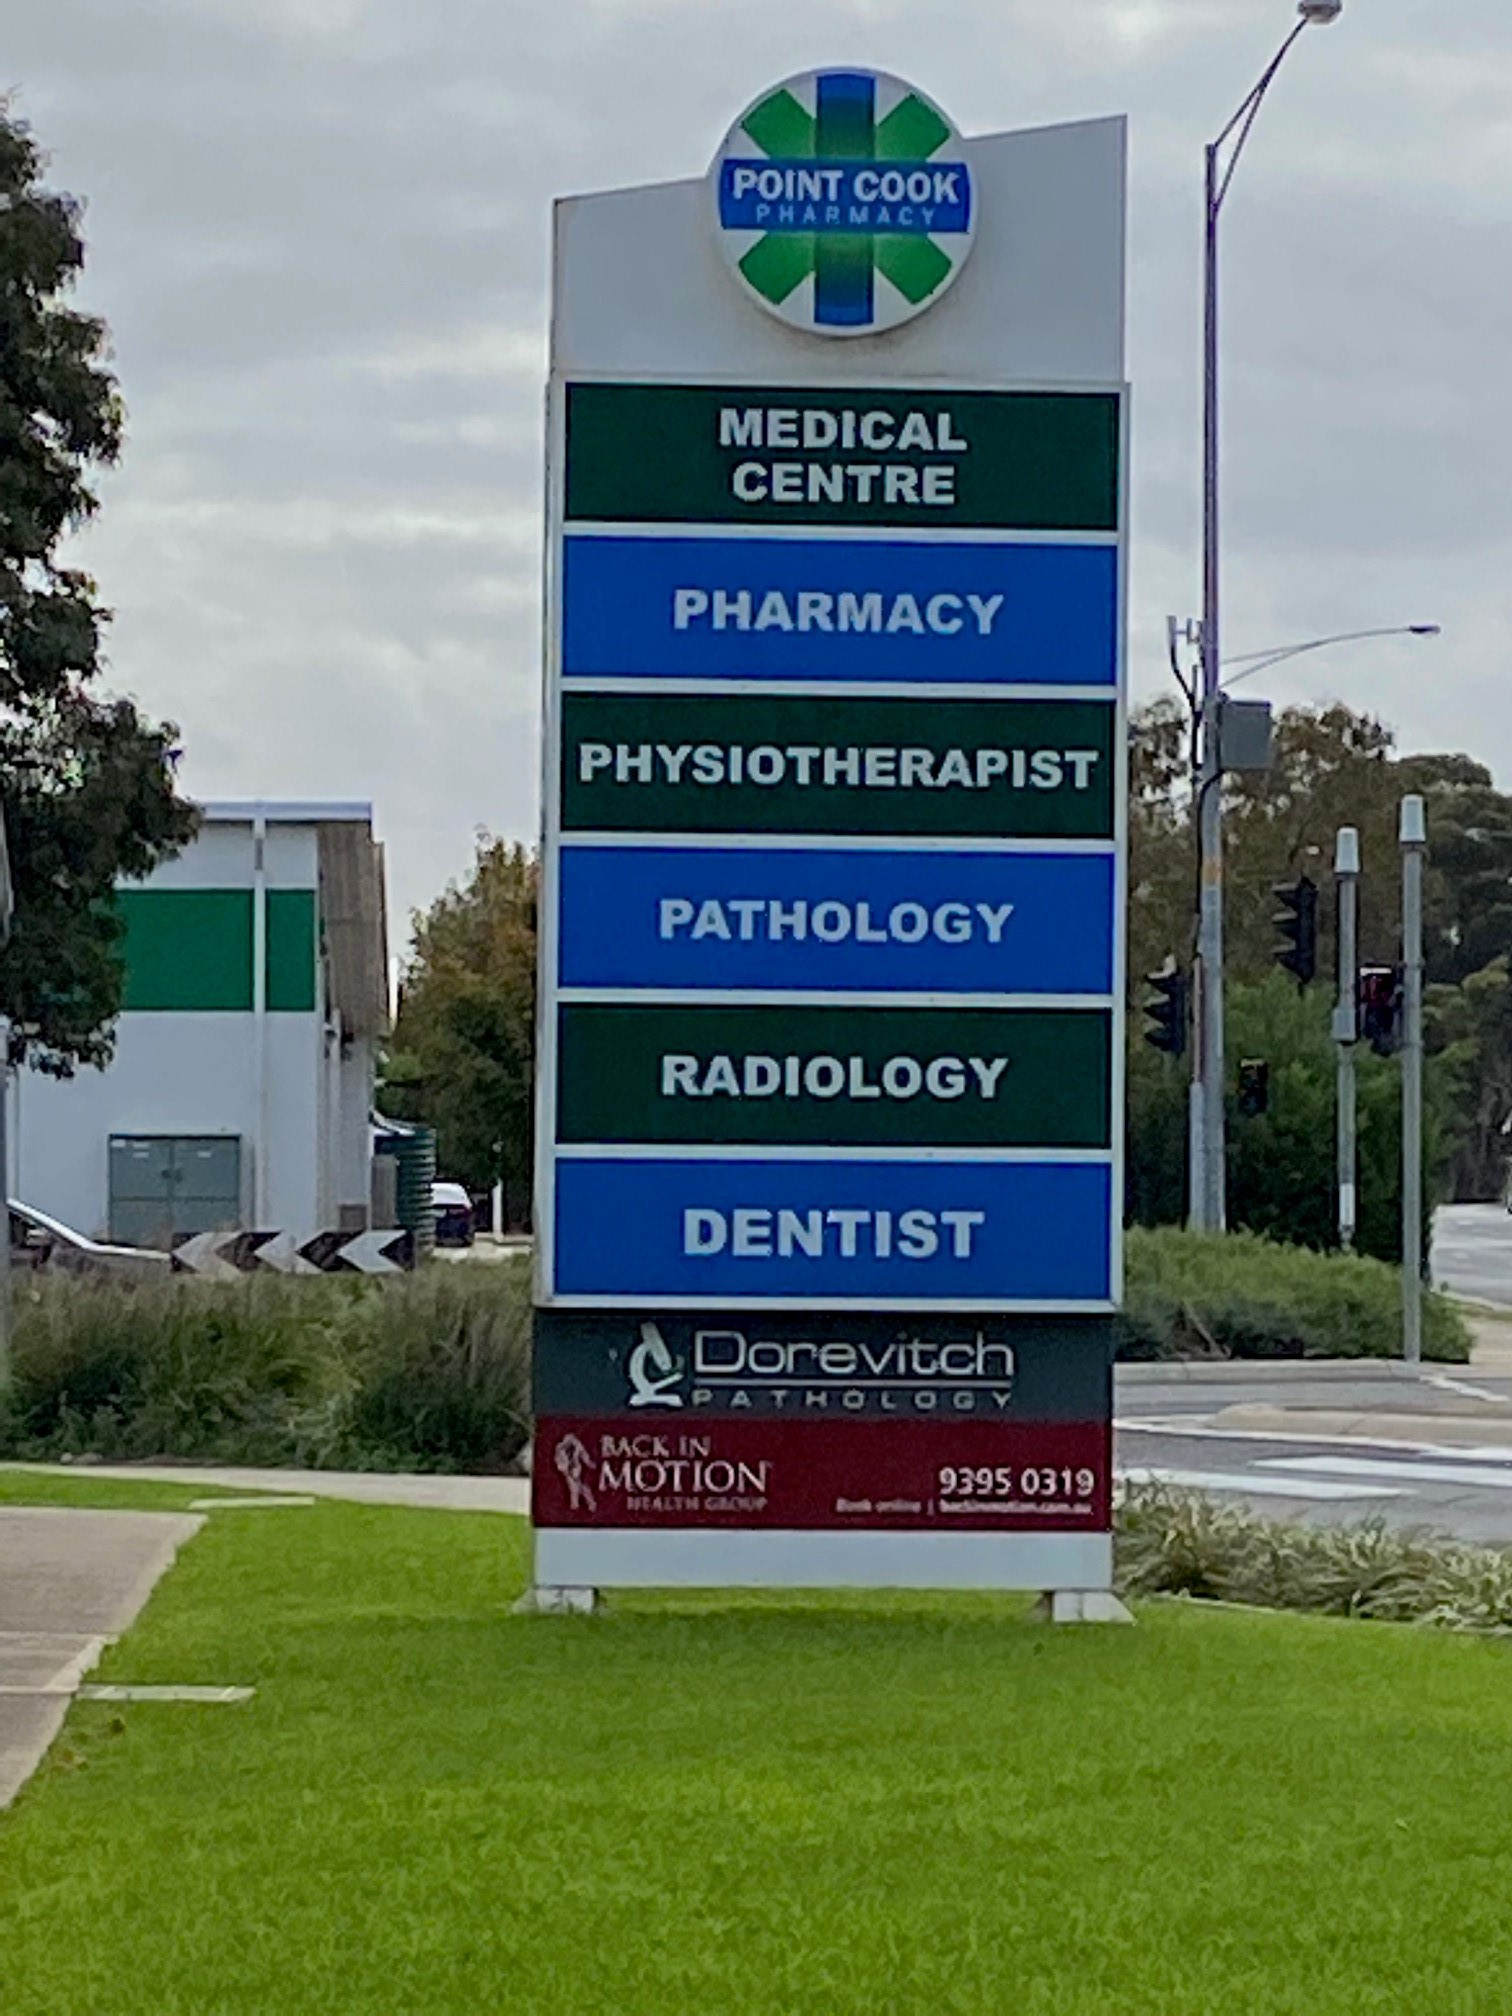 POINT COOK
PHARMACY
MEDICAL
CENTRE
PHARMACY
PHYSIOTHERAPIST
PATHOLOGY
RADIOLOGY
DENTIST
Dorevitch
PATHOLOGY
BACK IN
MOTION
HEALTH GROUP
9395 0319
Book online | backinmotion.com.au